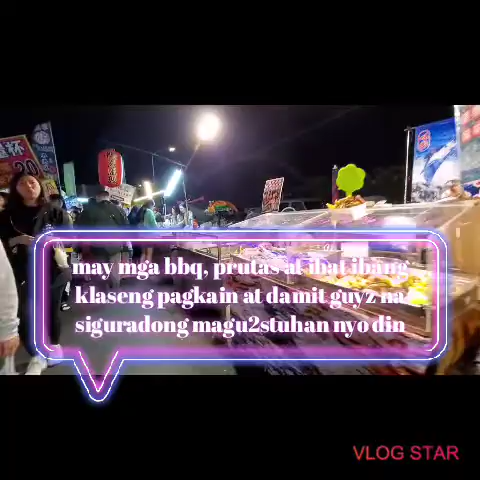 may mga bbq, prutas at ibat ibang
klaseng pagkain at damit guyz na
siguradong magu2stuhan nyo din
VLOG STAR